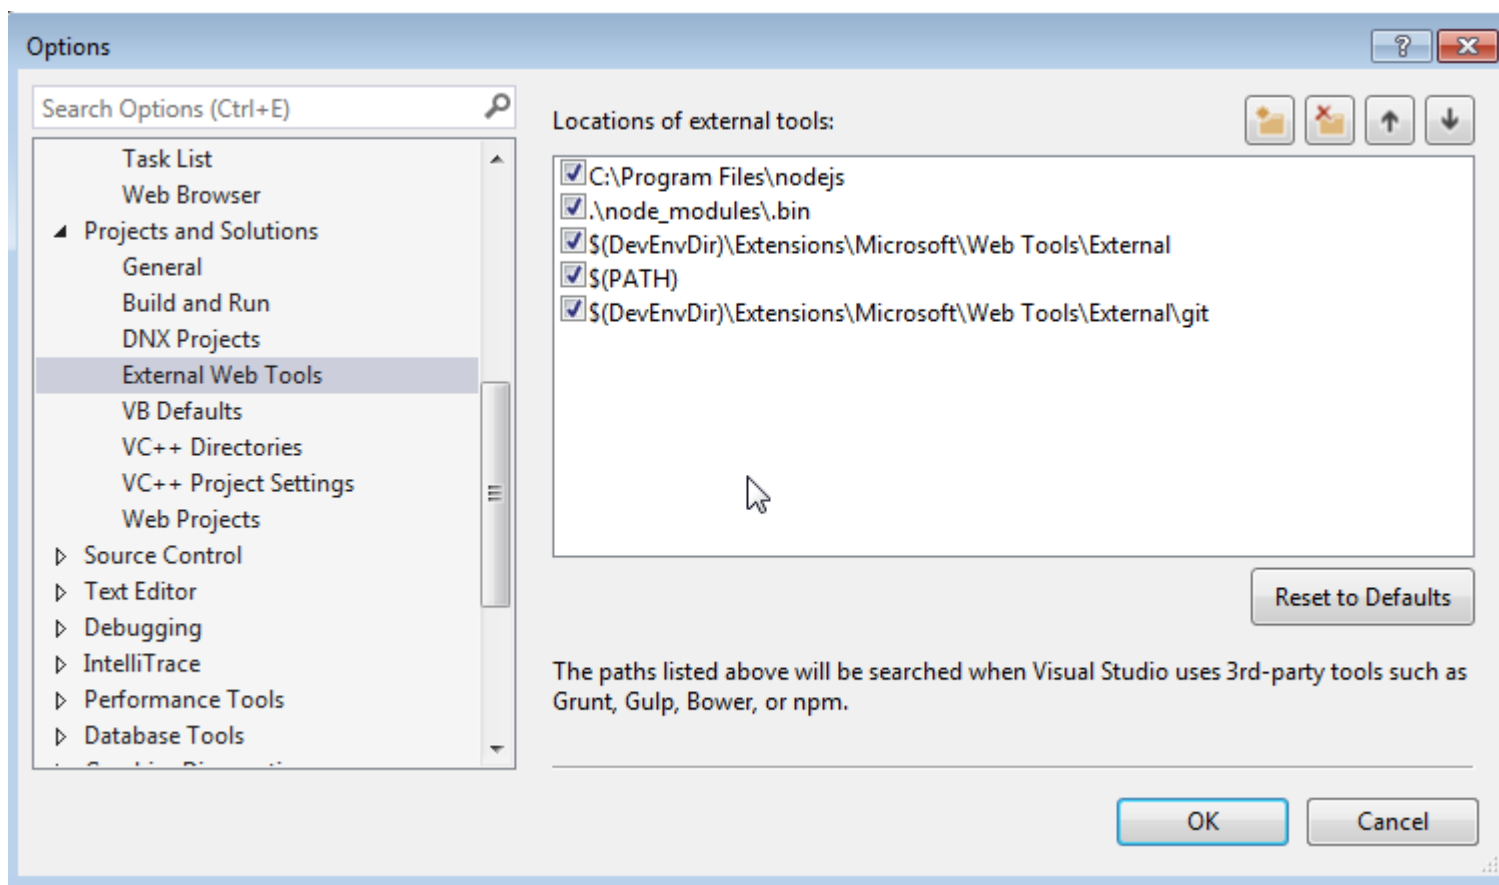 Options
Search Options (Ctrl+E)
Task List
Web Browser
Projects and Solutions
General
Build and Run
DNX Projects
External Web Tools
VB Defaults
VC++ Directories
VC++ Project Settings
Web Projects
Source Control
Text Editor
Debugging
IntelliTrace
Performance Tools
Database Tools
Locations of external tools:
C:\Program Files\nodejs
.\node_modules\.bin
$(DevEnvDir)\Extensions\Microsoft\Web Tools\External
$(PATH)
$(DevEnvDir)\Extensions\Microsoft\Web Tools\External\git
Reset to Defaults
The paths listed above will be searched when Visual Studio uses 3rd-party tools such as
Grunt, Gulp, Bower, or npm.
OK
Cancel